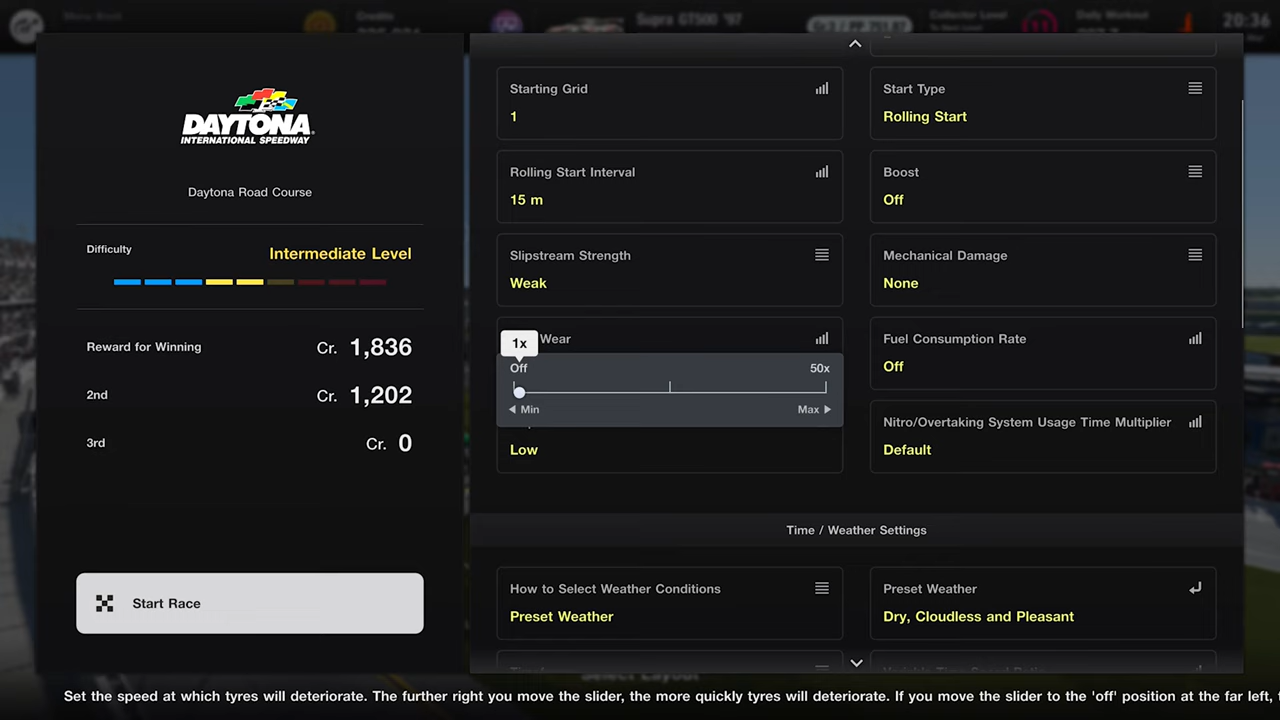 Credits
Supra GT500 '97
Collector Level
Daily Workout
20:36
DAYTONA
INTERNATIONAL SPEEDWAY
Daytona Road Course
Difficulty
Intermediate Level
Reward for Winning
Cr. 1,836
2nd
Cr. 1,202
3rd
Cr. 0
Start Race
Starting Grid
1
Start Type
Rolling Start
Rolling Start Interval
15 m
Boost
Off
Slipstream Strength
Weak
Mechanical Damage
None
Wear
1x
Off
50x
◀ Min
Max ▶
Fuel Consumption Rate
Off
Low
Nitro/Overtaking System Usage Time Multiplier
Default
Time / Weather Settings
How to Select Weather Conditions
Preset Weather
Preset Weather
Dry, Cloudless and Pleasant
Set the speed at which tyres will deteriorate. The further right you move the slider, the more quickly tyres will deteriorate. If you move the slider to the 'off' position at the far left,